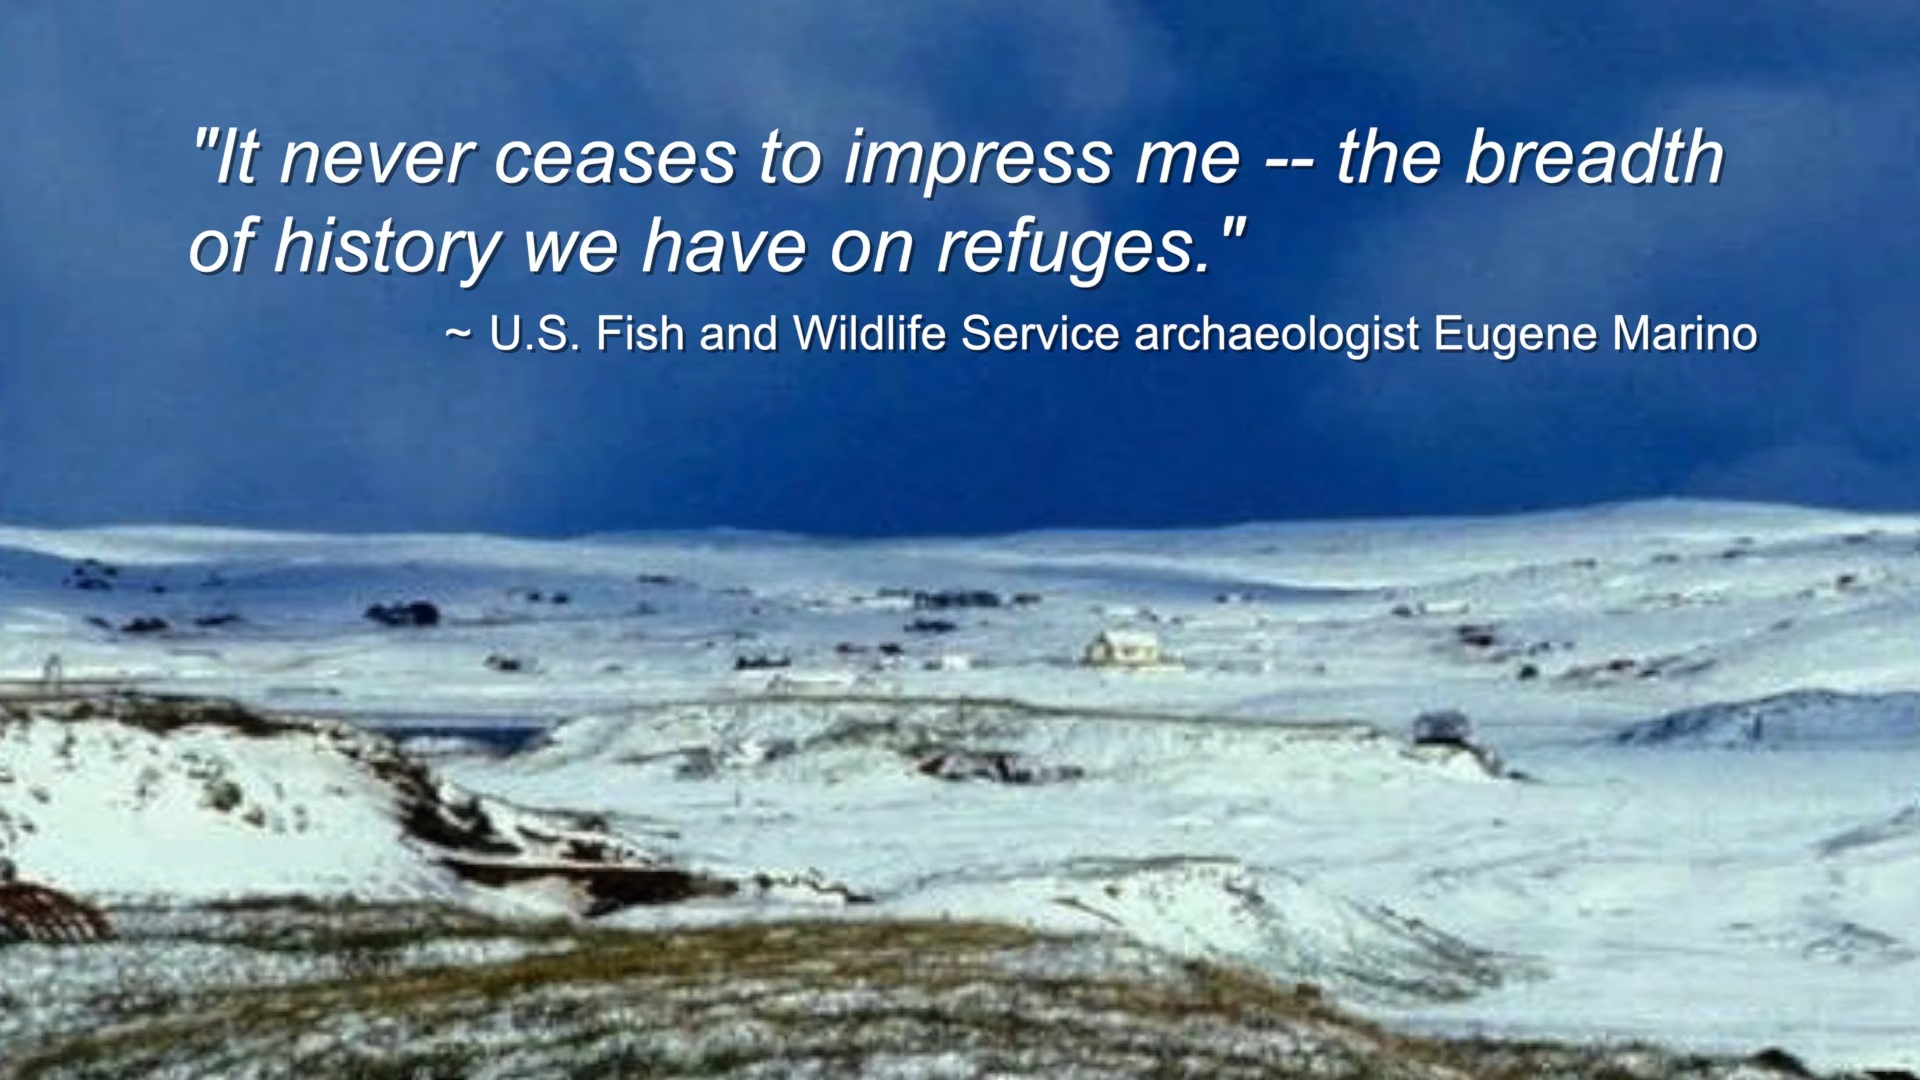 "It never ceases to impress me -- the breadth
of history we have on refuges."
~ U.S. Fish and Wildlife Service archaeologist Eugene Marino